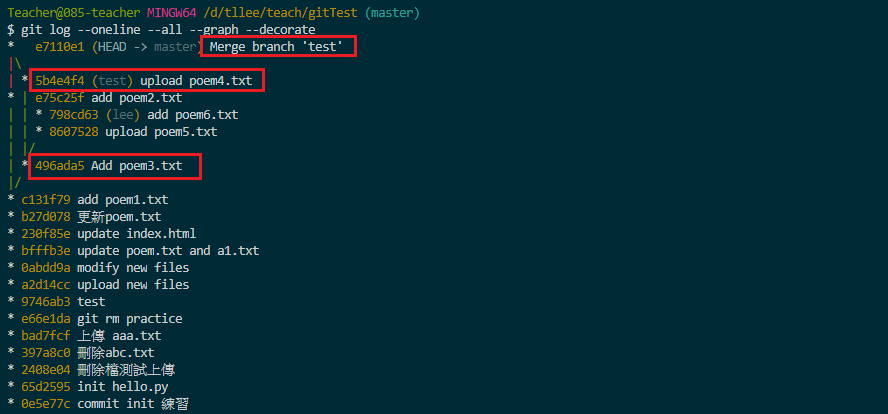 Teacher@085-teacher MINGW64 /d/tllee/teach/gitTest (master)
$ git log --oneline --all --graph --decorate
*   e7110e1 (HEAD -> master) Merge branch 'test'
|\
| * 5b4e4f4 (test) upload poem4.txt
* | e75c25f add poem2.txt
| | * 798cd63 (lee) add poem6.txt
| | * 8607528 upload poem5.txt
| |/
| * 496ada5 Add poem3.txt
|/
* c131f79 add poem1.txt
* b27d078 更新poem.txt
* 230f85e update index.html
* bfffb3e update poem.txt and a1.txt
* 0abdd9a modify new files
* a2d14cc upload new files
* 9746ab3 test
* e66e1da git rm practice
* bad7fcf 上傳 aaa.txt
* 397a8c0 刪除abc.txt
* 2408e04 刪除檔測試上傳
* 65d2595 init hello.py
* 0e5e77c commit init 練習